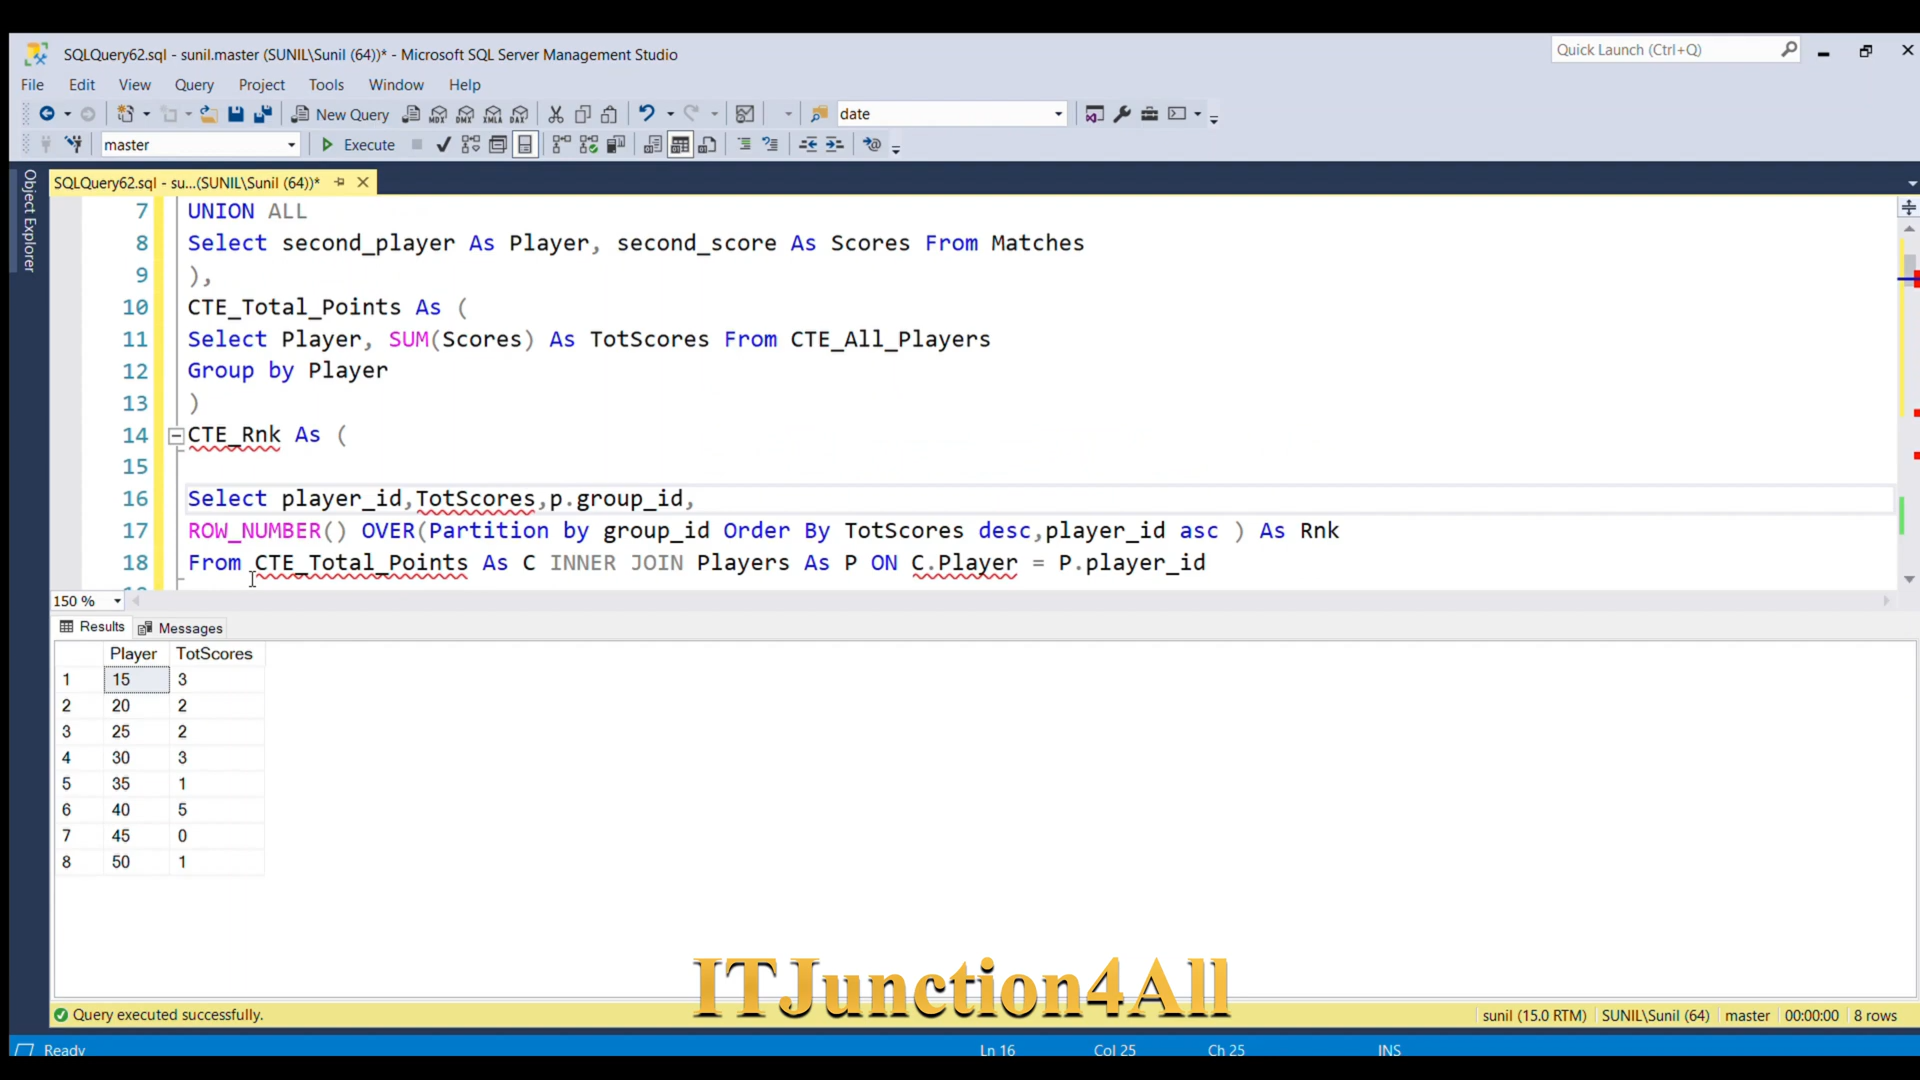 SQLQuery62.sql - sunil.master (SUNIL\Sunil (64))* - Microsoft SQL Server Management Studio
Quick Launch (Ctrl+Q)
File Edit View Query Project Tools Window Help
New Query MDX DMX XMLA DAX date
master Execute
Object Explorer
SQLQuery62.sql - su...(SUNIL\Sunil (64))*
7 UNION ALL
8 Select second_player As Player, second_score As Scores From Matches
9 ),
10 CTE_Total_Points As (
11 Select Player, SUM(Scores) As TotScores From CTE_All_Players
12 Group by Player
13 )
14 CTE_Rnk As (
15
16 Select player_id,TotScores,p.group_id,
17 ROW_NUMBER() OVER(Partition by group_id Order By TotScores desc,player_id asc ) As Rnk
18 From CTE_Total_Points As C INNER JOIN Players As P ON C.Player = P.player_id
150 %
Results Messages
Player TotScores
1 15 3
2 20 2
3 25 2
4 30 3
5 35 1
6 40 5
7 45 0
8 50 1
ITJunction4All
Query executed successfully. sunil (15.0 RTM) SUNIL\Sunil (64) master 00:00:00 8 rows
Ready Ln 16 Col 25 Ch 25 INS